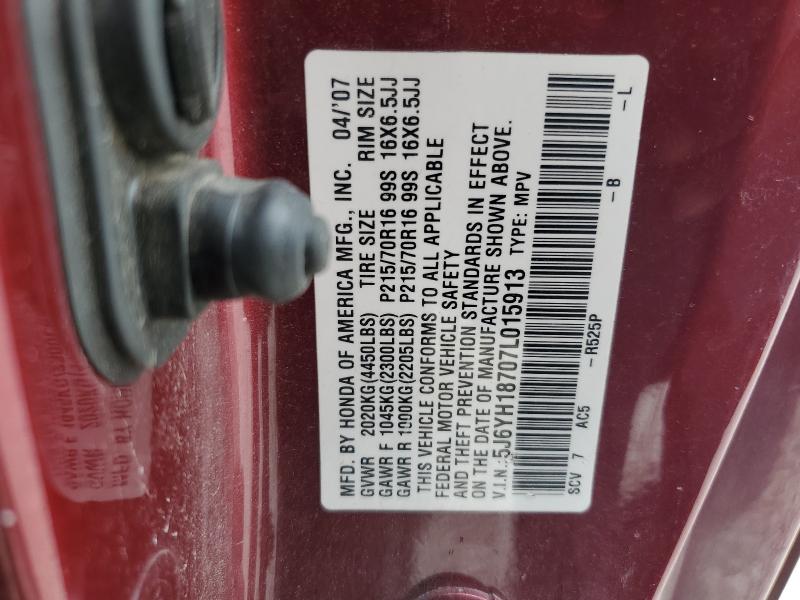 MFD. BY HONDA OF AMERICA MFG., INC. 04/'07
GVWR 2020KG(4450LBS) TIRE SIZE RIM SIZE
GAWR F 1045KG(2300LBS) P215/70R16 99S 16X6.5JJ
GAWR R 1000KG(2205LBS) P215/70R16 99S 16X6.5JJ
THIS VEHICLE CONFORMS TO ALL APPLICABLE
FEDERAL MOTOR VEHICLE SAFETY
AND THEFT PREVENTION STANDARDS IN EFFECT
ON THE DATE OF MANUFACTURE SHOWN ABOVE.
V.I.N.:5J6YH18707L015913 TYPE: MPV
SCV 7 AC5 -R525P -B -L